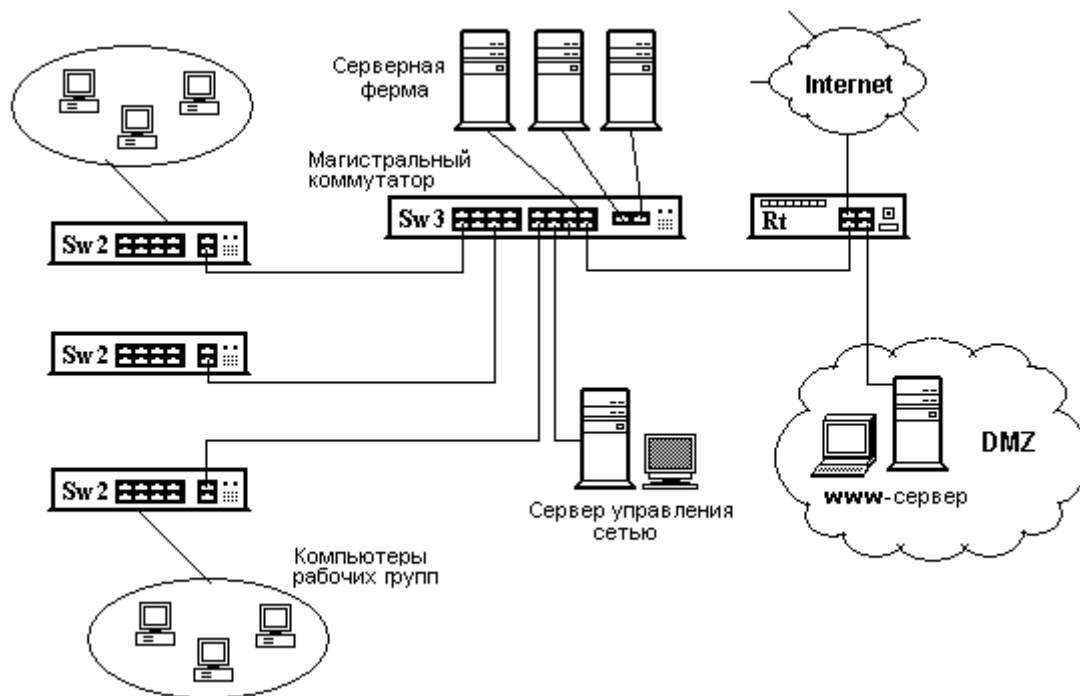 Серверная
ферма
Internet
Магистральный
коммутатор
Sw 2
Sw 3
Rt
Sw 2
Sw 2
DMZ
www-сервер
Сервер управления
сетью
Компьютеры
рабочих групп